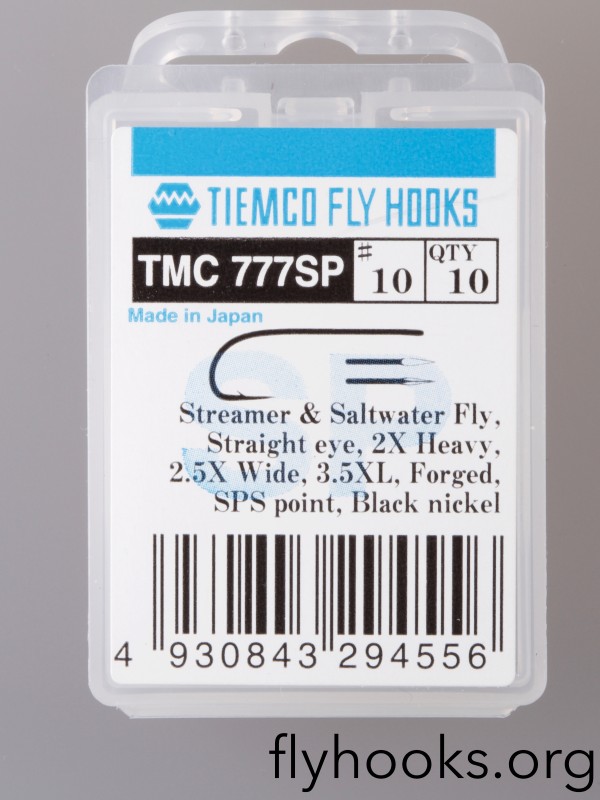 TIEMCO FLY HOOKS
TMC 777SP # 10 QTY 10
Made in Japan
SP
Streamer & Saltwater Fly,
Straight eye, 2X Heavy,
2.5X Wide, 3.5XL, Forged,
SPS point, Black nickel
4 930843 294556
flyhooks.org